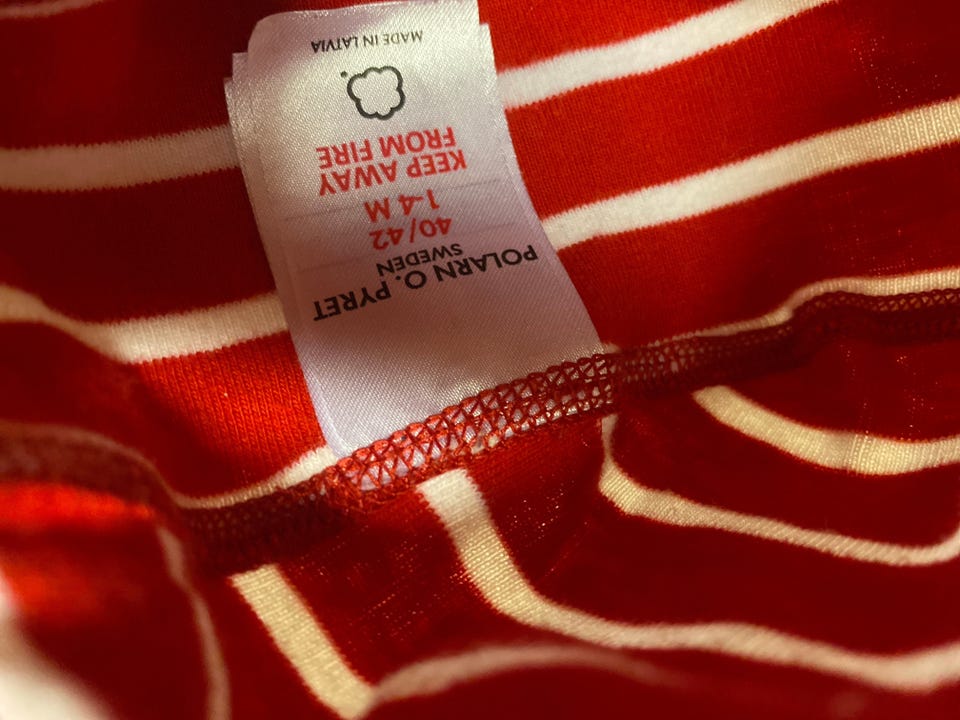 POLARN O. PYRET
SWEDEN
40/42
1-4 M
KEEP AWAY
FROM FIRE
MADE IN LATVIA